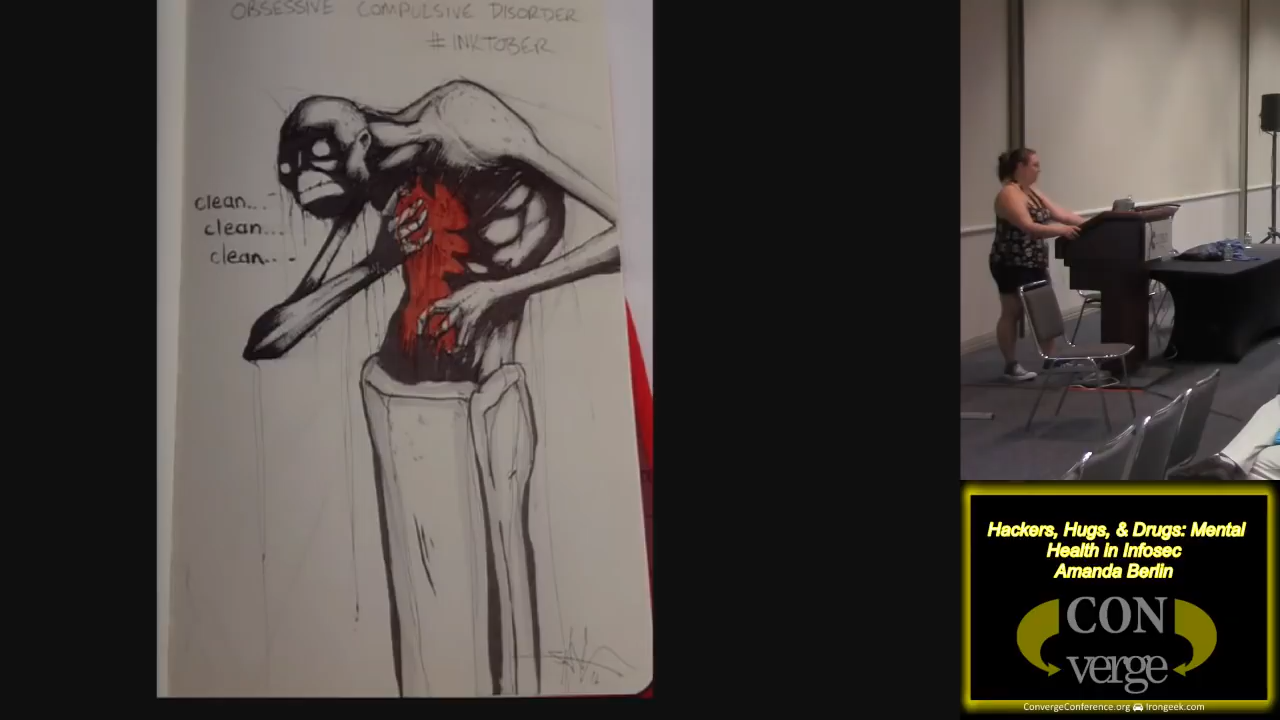 OBSESSIVE COMPULSIVE DISORDER
#INKTOBER
clean...
clean...
clean...
Hackers, Hugs, & Drugs: Mental
Health in Infosec
Amanda Berlin
CON
verge
ConvergeConference.org Irongeek.com